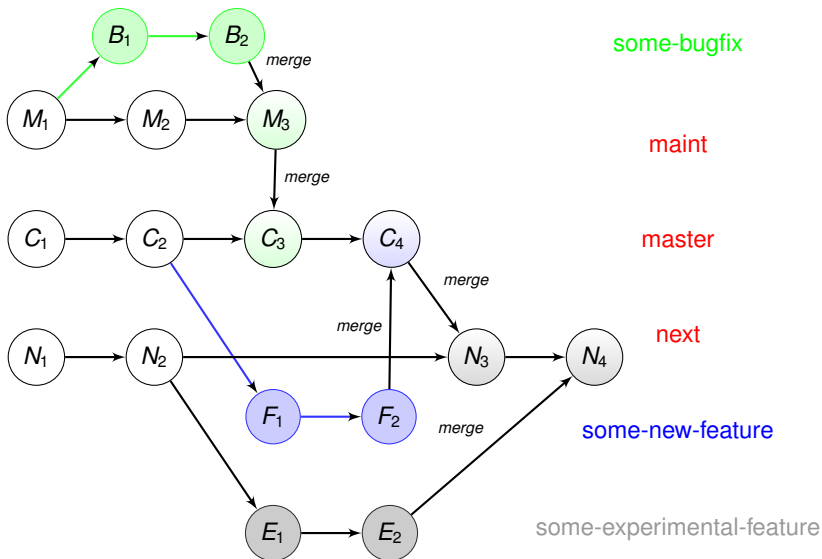 B1 B2 some-bugfix
merge
M1 M2 M3
maint
merge
C1 C2 C3 C4 master
merge
merge
next
N1 N2 N3 N4
F1 F2
merge some-new-feature
E1 E2 some-experimental-feature